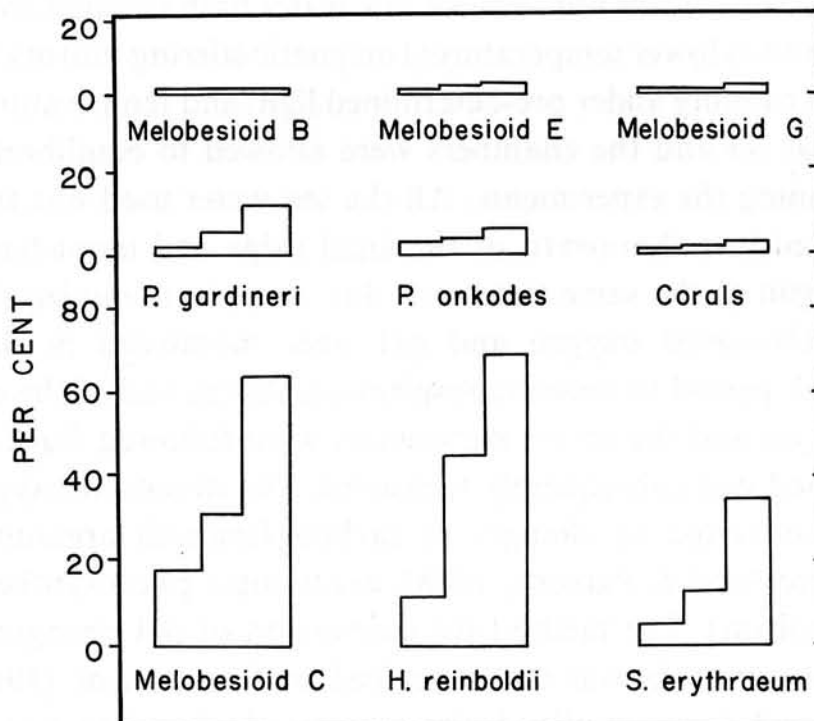 20
0
Melobesioid B Melobesioid E Melobesioid G
20
0
P. gardineri P. onkodes Corals
80
60
40
20
0
Melobesioid C H. reinboldii S. erythraeum
PER CENT